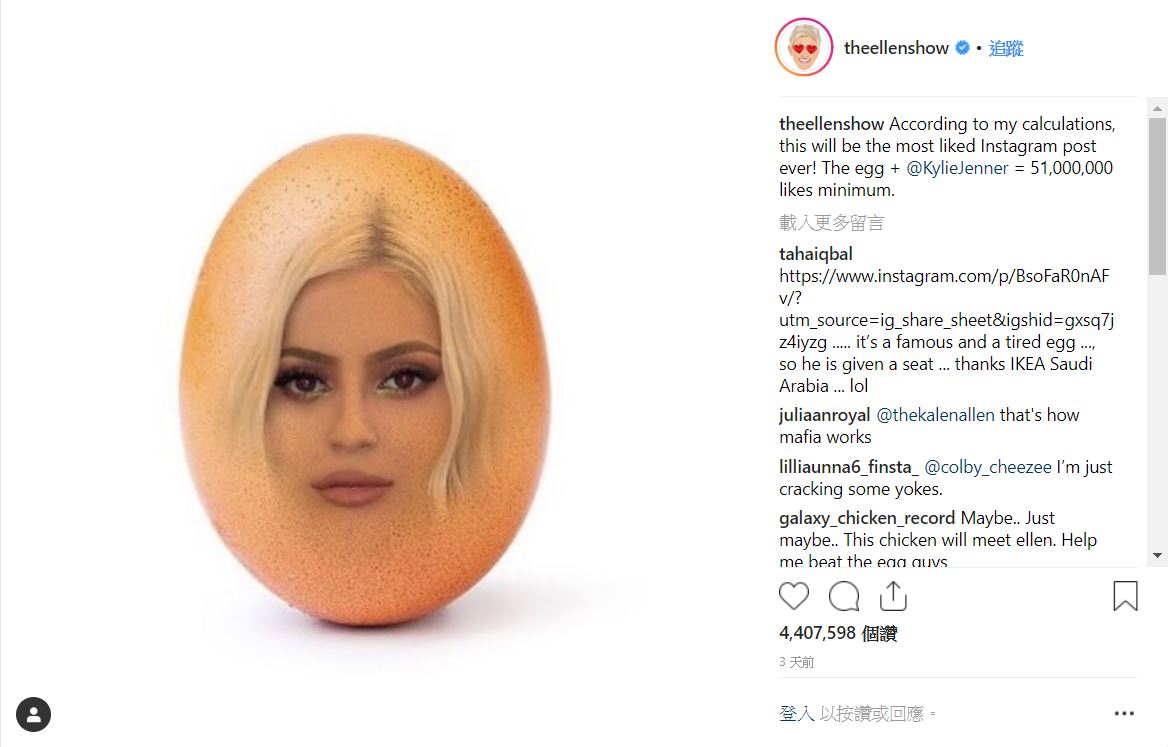 theellenshow • 追蹤
theellenshow According to my calculations,
this will be the most liked Instagram post
ever! The egg + @KylieJenner = 51,000,000
likes minimum.
載入更多留言
tahaiqbal
https://www.instagram.com/p/BsoFaR0nAF
v/?
utm_source=ig_share_sheet&igshid=gxsq7j
z4iyzg ..... it’s a famous and a tired egg ...,
so he is given a seat ... thanks IKEA Saudi
Arabia ... lol
juliaanroyal @thekalenallen that's how
mafia works
lilliaunna6_finsta_ @colby_cheezee I’m just
cracking some yokes.
galaxy_chicken_record Maybe.. Just
maybe.. This chicken will meet ellen. Help
me beat the egg guys
4,407,598 個讚
3 天前
登入 以按讚或回應。